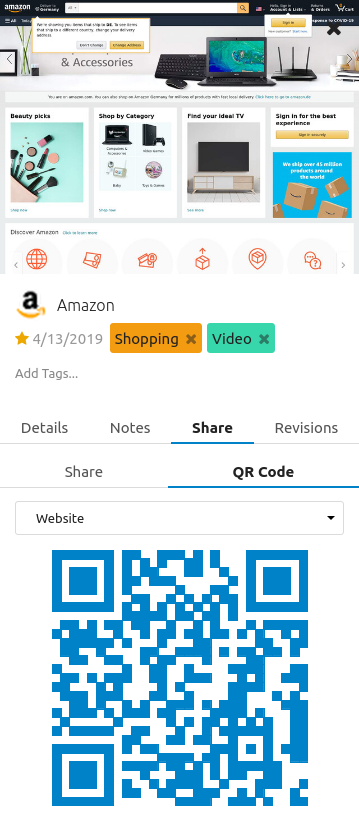 amazon
Deliver to
Germany
All
Hello, Sign in
Account & Lists
Returns
& Orders
Cart
All
We're showing you items that ship to DE. To see items
that ship to a different country, change your delivery
address.
Don't Change
Change Address
Sign in
New customer? Start here.
sponse to COVID-19
& Accessories
You are on amazon.com. You can also shop on Amazon Germany for millions of products with fast local delivery. Click here to go to amazon.de
Beauty picks
Shop now
Shop by Category
Computers &
Accessories
Video Games
Baby
Toys & Games
Shop now
Find your ideal TV
See more
Sign in for the best
experience
Sign in securely
We ship over 45 million
products around
the world
Discover Amazon
Click to learn more
Amazon
4/13/2019
Shopping ✖
Video ✖
Add Tags...
Details
Notes
Share
Revisions
Share
QR Code
Website